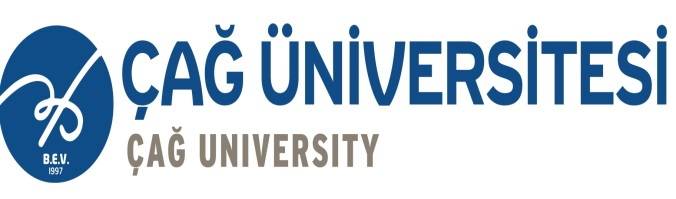 ÇAĞ ÜNİVERSİTESİ
ÇAĞ UNIVERSITY
B.E.V.
1997